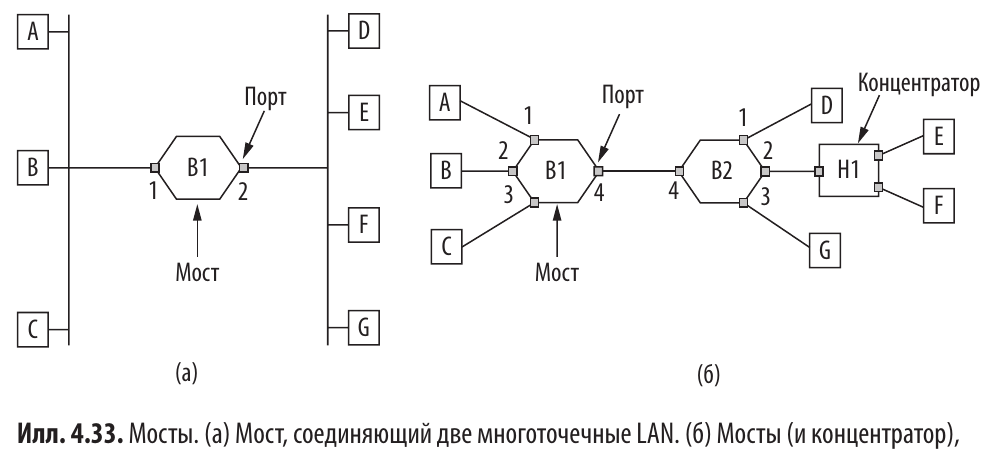 A
B
C
1
B1
2
Порт
Мост
D
E
F
G
(а)
A
B
C
1
2
3
B1
4
Порт
Мост
4
B2
1
2
3
Концентратор
H1
D
E
F
G
(б)
Илл. 4.33. Мосты. (а) Мост, соединяющий две многоточечные LAN. (б) Мосты (и концентратор),